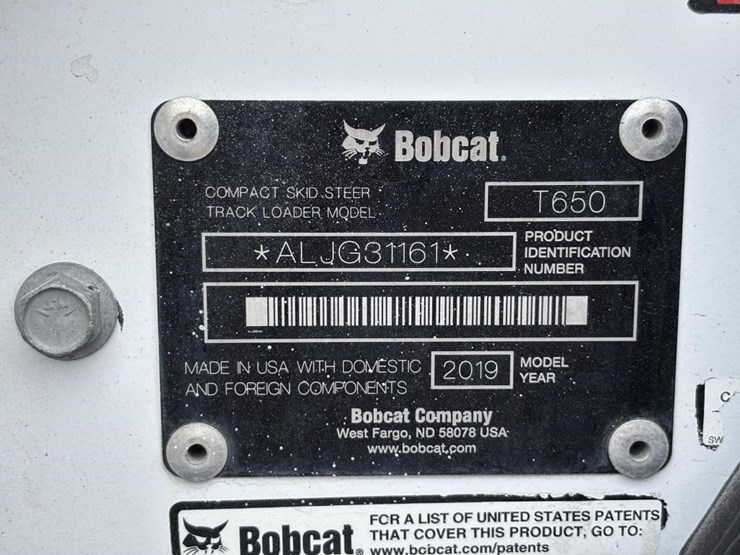 Bobcat.
COMPACT SKID STEER
TRACK LOADER MODEL
T650
*ALJG31161*
PRODUCT
IDENTIFICATION
NUMBER
MADE IN USA WITH DOMESTIC
AND FOREIGN COMPONENTS
2019
MODEL
YEAR
Bobcat Company
West Fargo, ND 58078 USA
www.bobcat.com
C
SW
Bobcat®
FOR A LIST OF UNITED STATES PATENTS
THAT COVER THIS PRODUCT, GO TO:
www.bobcat.com/patents